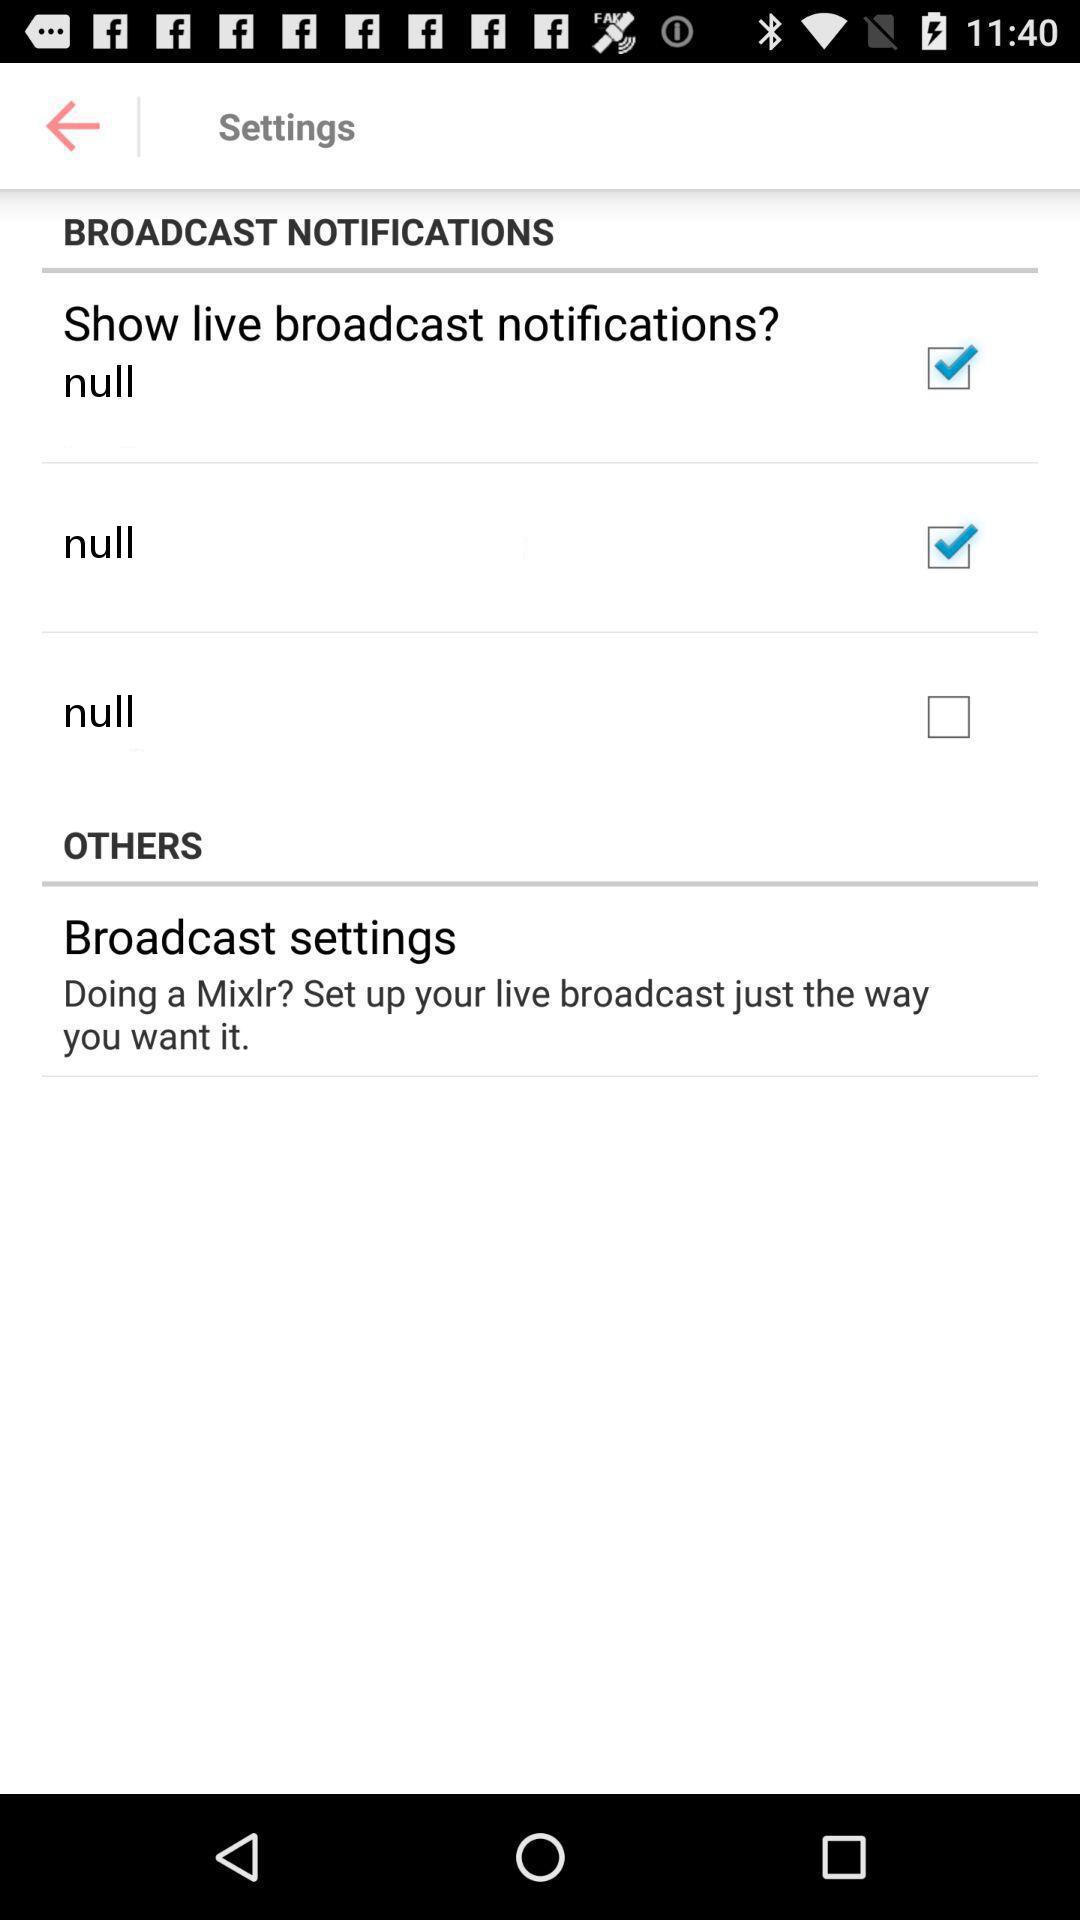 FAK
11:40
Settings
BROADCAST NOTIFICATIONS
Show live broadcast notifications?
null
null
null
OTHERS
Broadcast settings
Doing a Mixlr? Set up your live broadcast just the way
you want it.